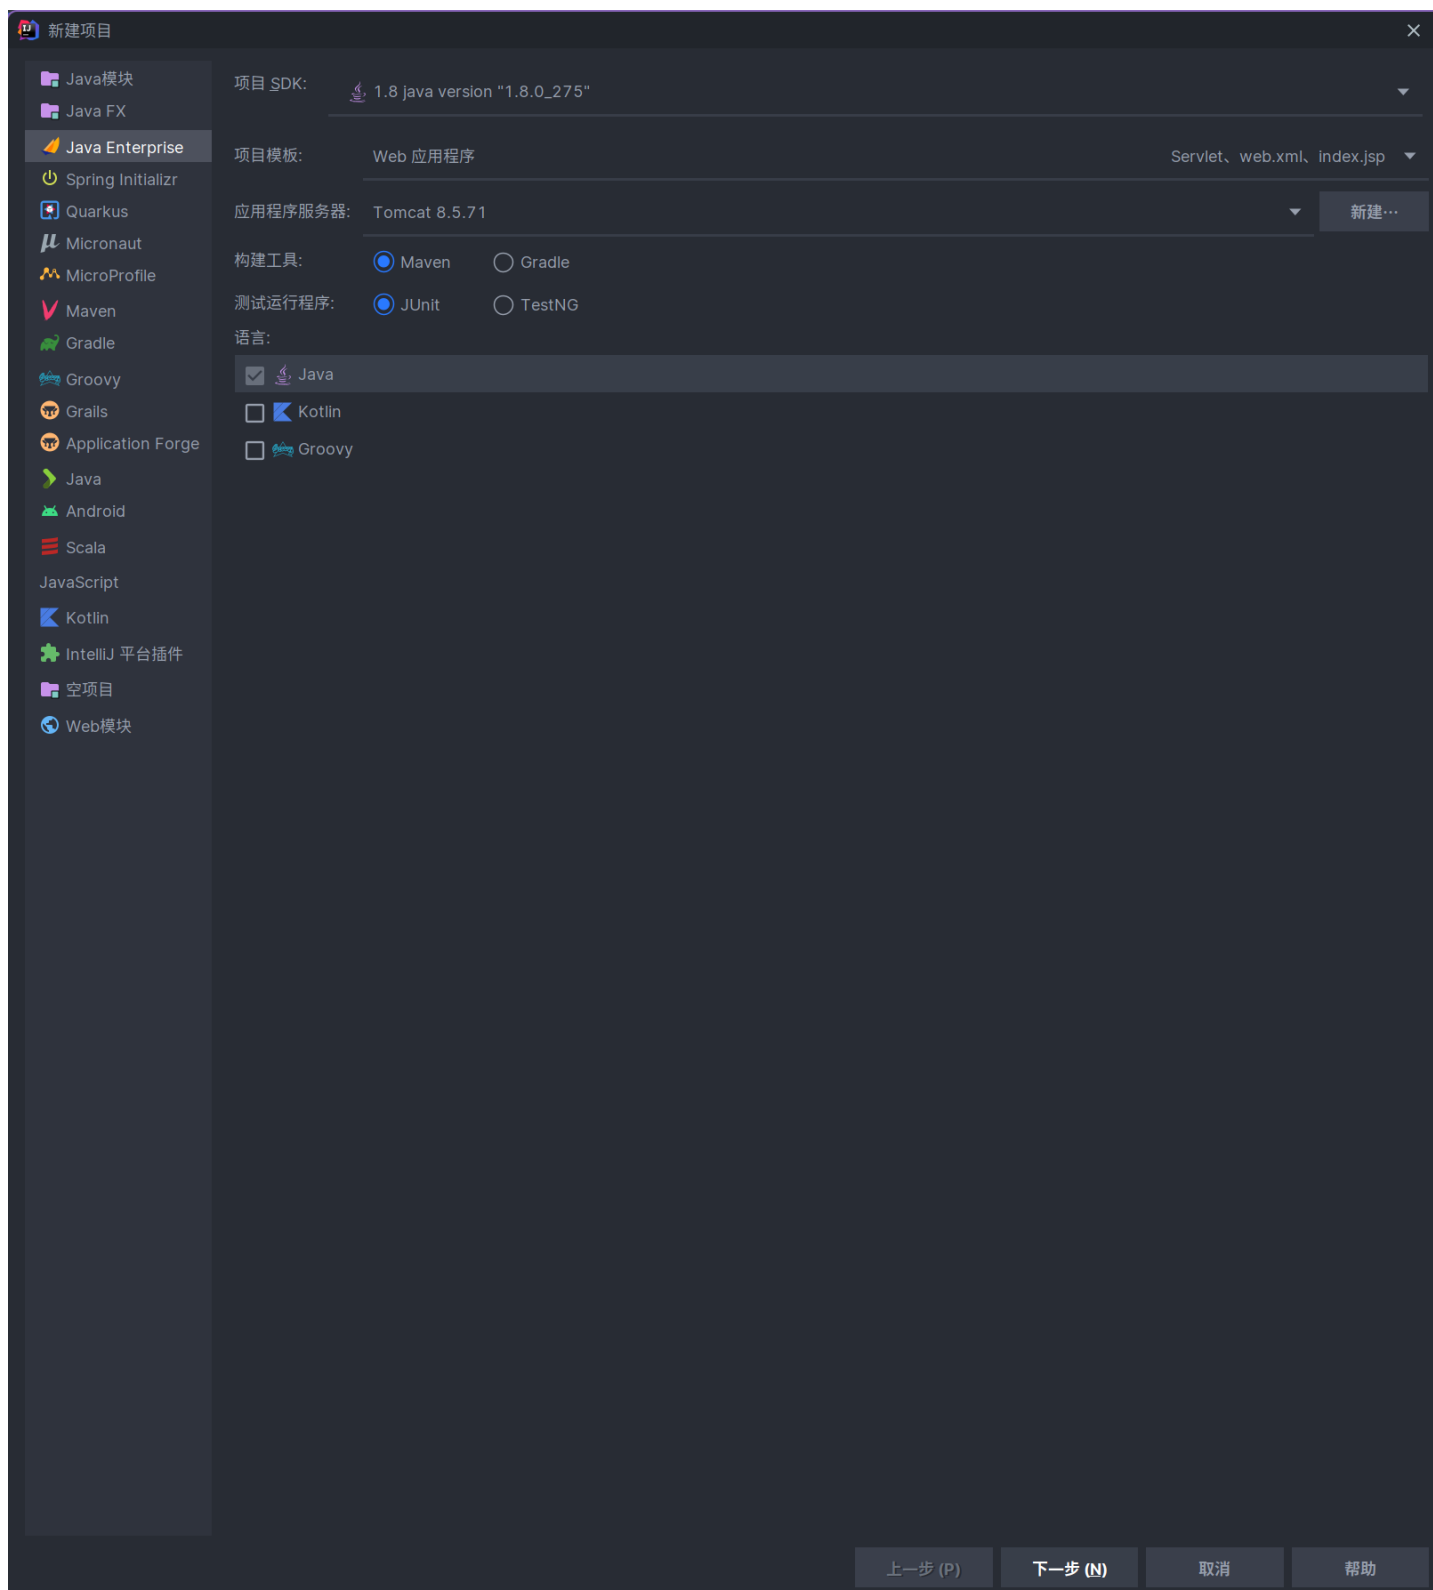 新建项目
Java模块
Java FX
Java Enterprise
Spring Initializr
Quarkus
Micronaut
MicroProfile
Maven
Gradle
Groovy
Grails
Application Forge
Java
Android
Scala
JavaScript
Kotlin
IntelliJ 平台插件
空项目
Web模块
项目 SDK: 1.8 java version "1.8.0_275"
项目模板: Web 应用程序 Servlet、web.xml、index.jsp
应用程序服务器: Tomcat 8.5.71 新建…
构建工具: Maven Gradle
测试运行程序: JUnit TestNG
语言:
Java
Kotlin
Groovy
上一步 (P) 下一步 (N) 取消 帮助